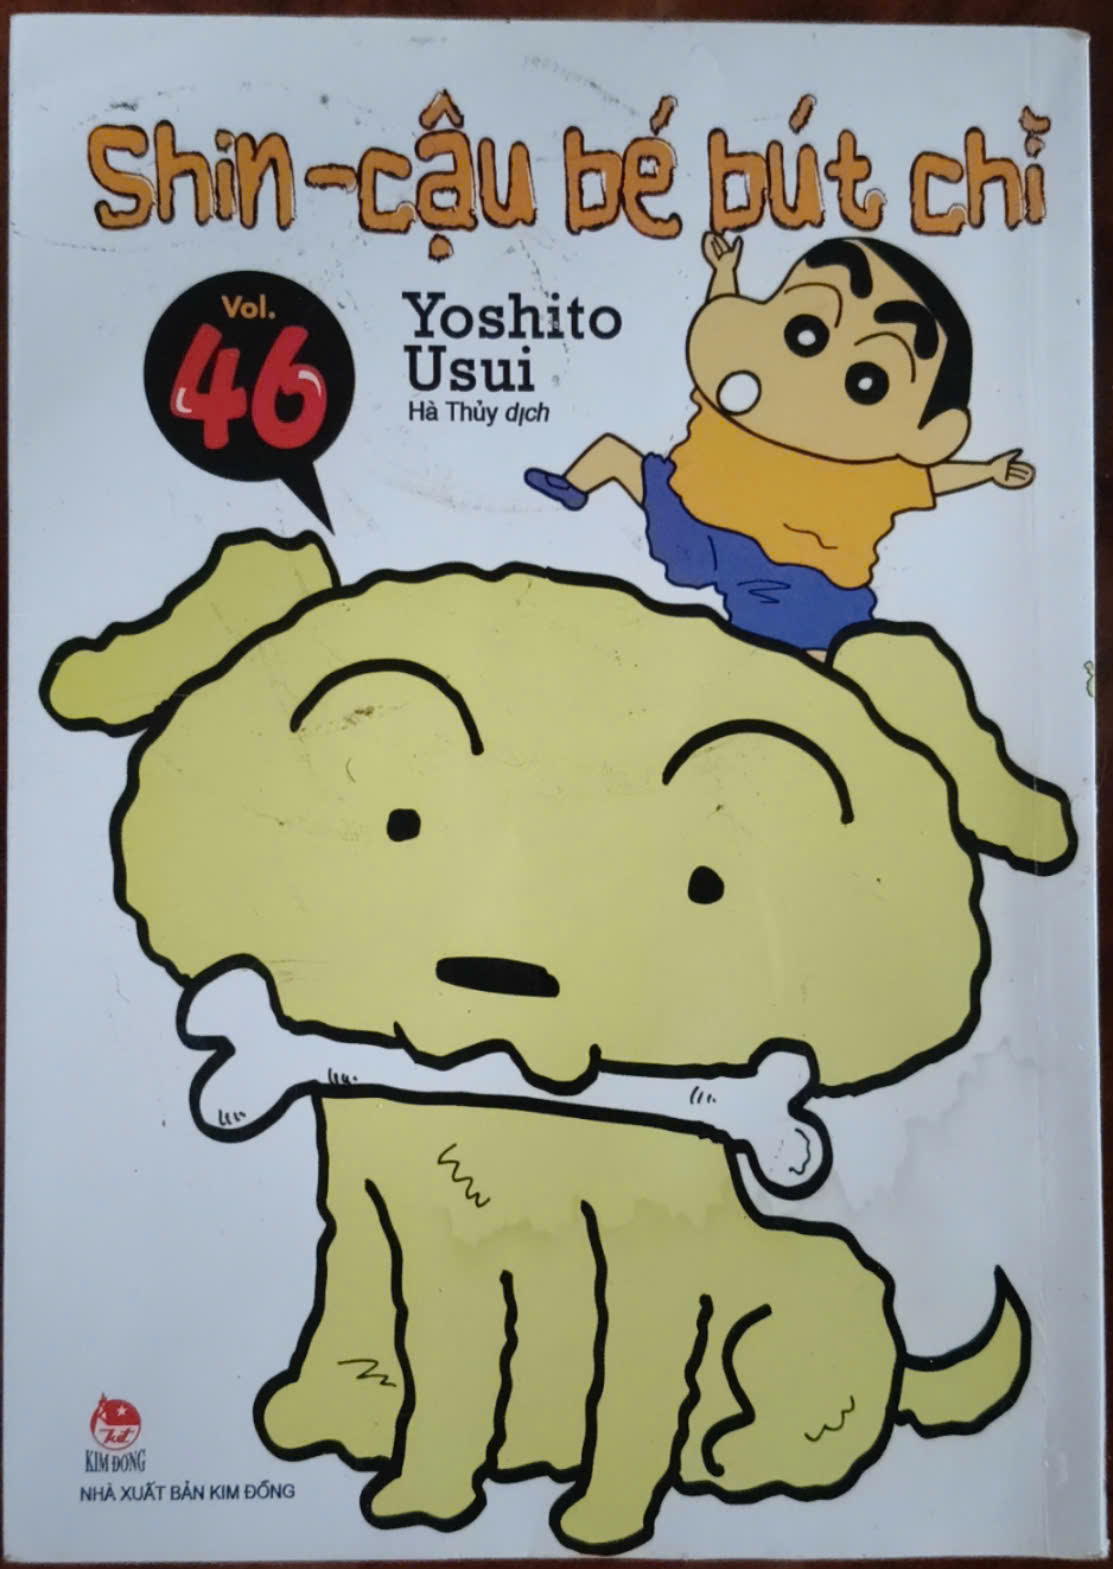 Shin-cậu bé bút chì
Vol.
46
Yoshito
Usui
Hà Thủy dịch
KIM ĐỒNG
NHÀ XUẤT BẢN KIM ĐỒNG